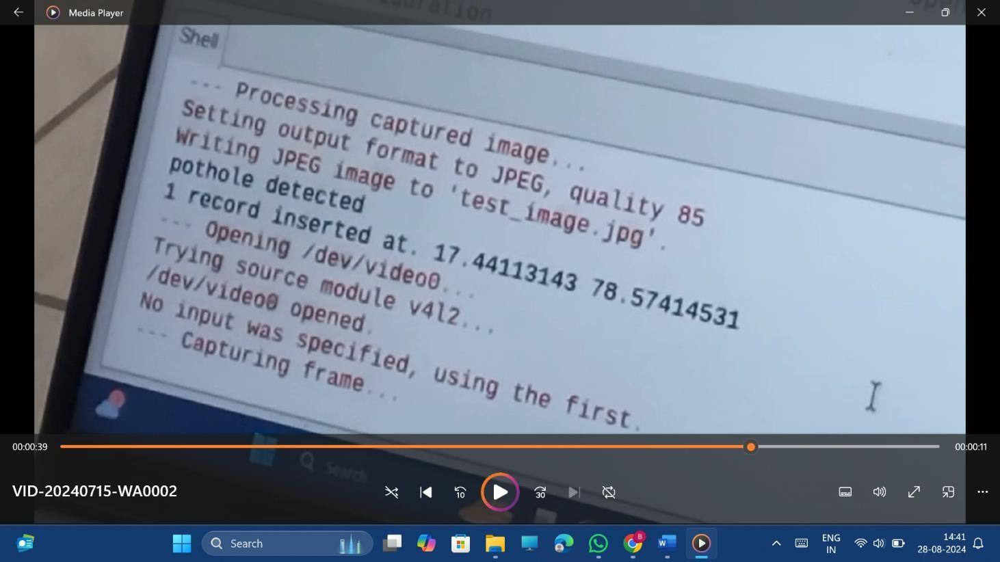 Media Player
Shell
--- Processing captured image...
Setting output format to JPEG, quality 85
Writing JPEG image to 'test_image.jpg'.
pothole detected
1 record inserted at. 17.44113143 78.57414531
--- Opening /dev/video0...
Trying source module v4l2...
/dev/video0 opened.
No input was specified, using the first.
--- Capturing frame...
00:00:39
00:00:11
Search
VID-20240715-WA0002
10
30
Search
B
W
ENG
IN
14:41
28-08-2024